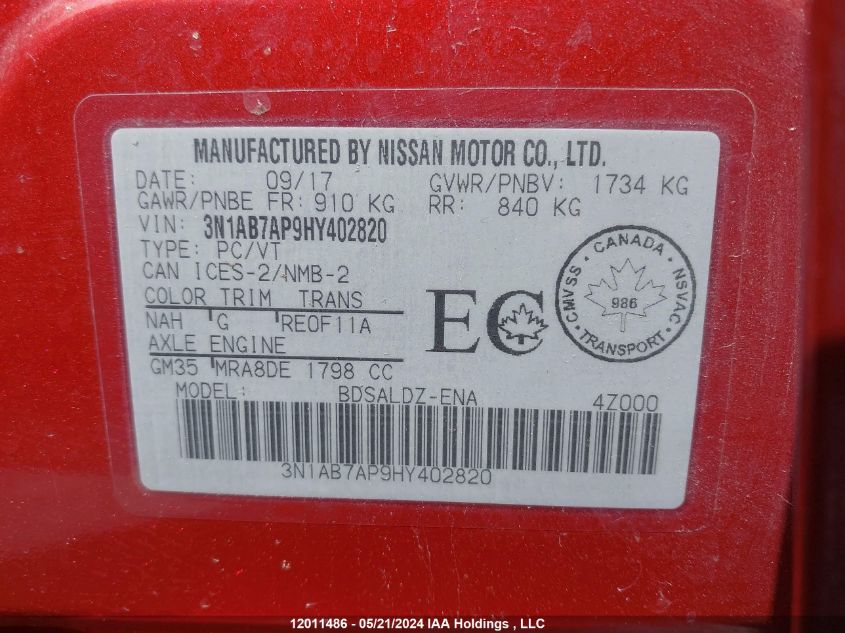 MANUFACTURED BY NISSAN MOTOR CO., LTD.
DATE: 09/17 GVWR/PNBV: 1734 KG
GAWR/PNBE FR: 910 KG RR: 840 KG
VIN: 3N1AB7AP9HY402820
TYPE: PC/VT
CAN ICES-2/NMB-2
COLOR TRIM TRANS
NAH G RE0F11A
AXLE ENGINE
GM35 MRA8DE 1798 CC
EC
CANADA
CMVSS 986 NSVAC
TRANSPORT
MODEL: BDSALDZ-ENA 4Z000
3N1AB7AP9HY402820
12011486 - 05/21/2024 IAA Holdings , LLC